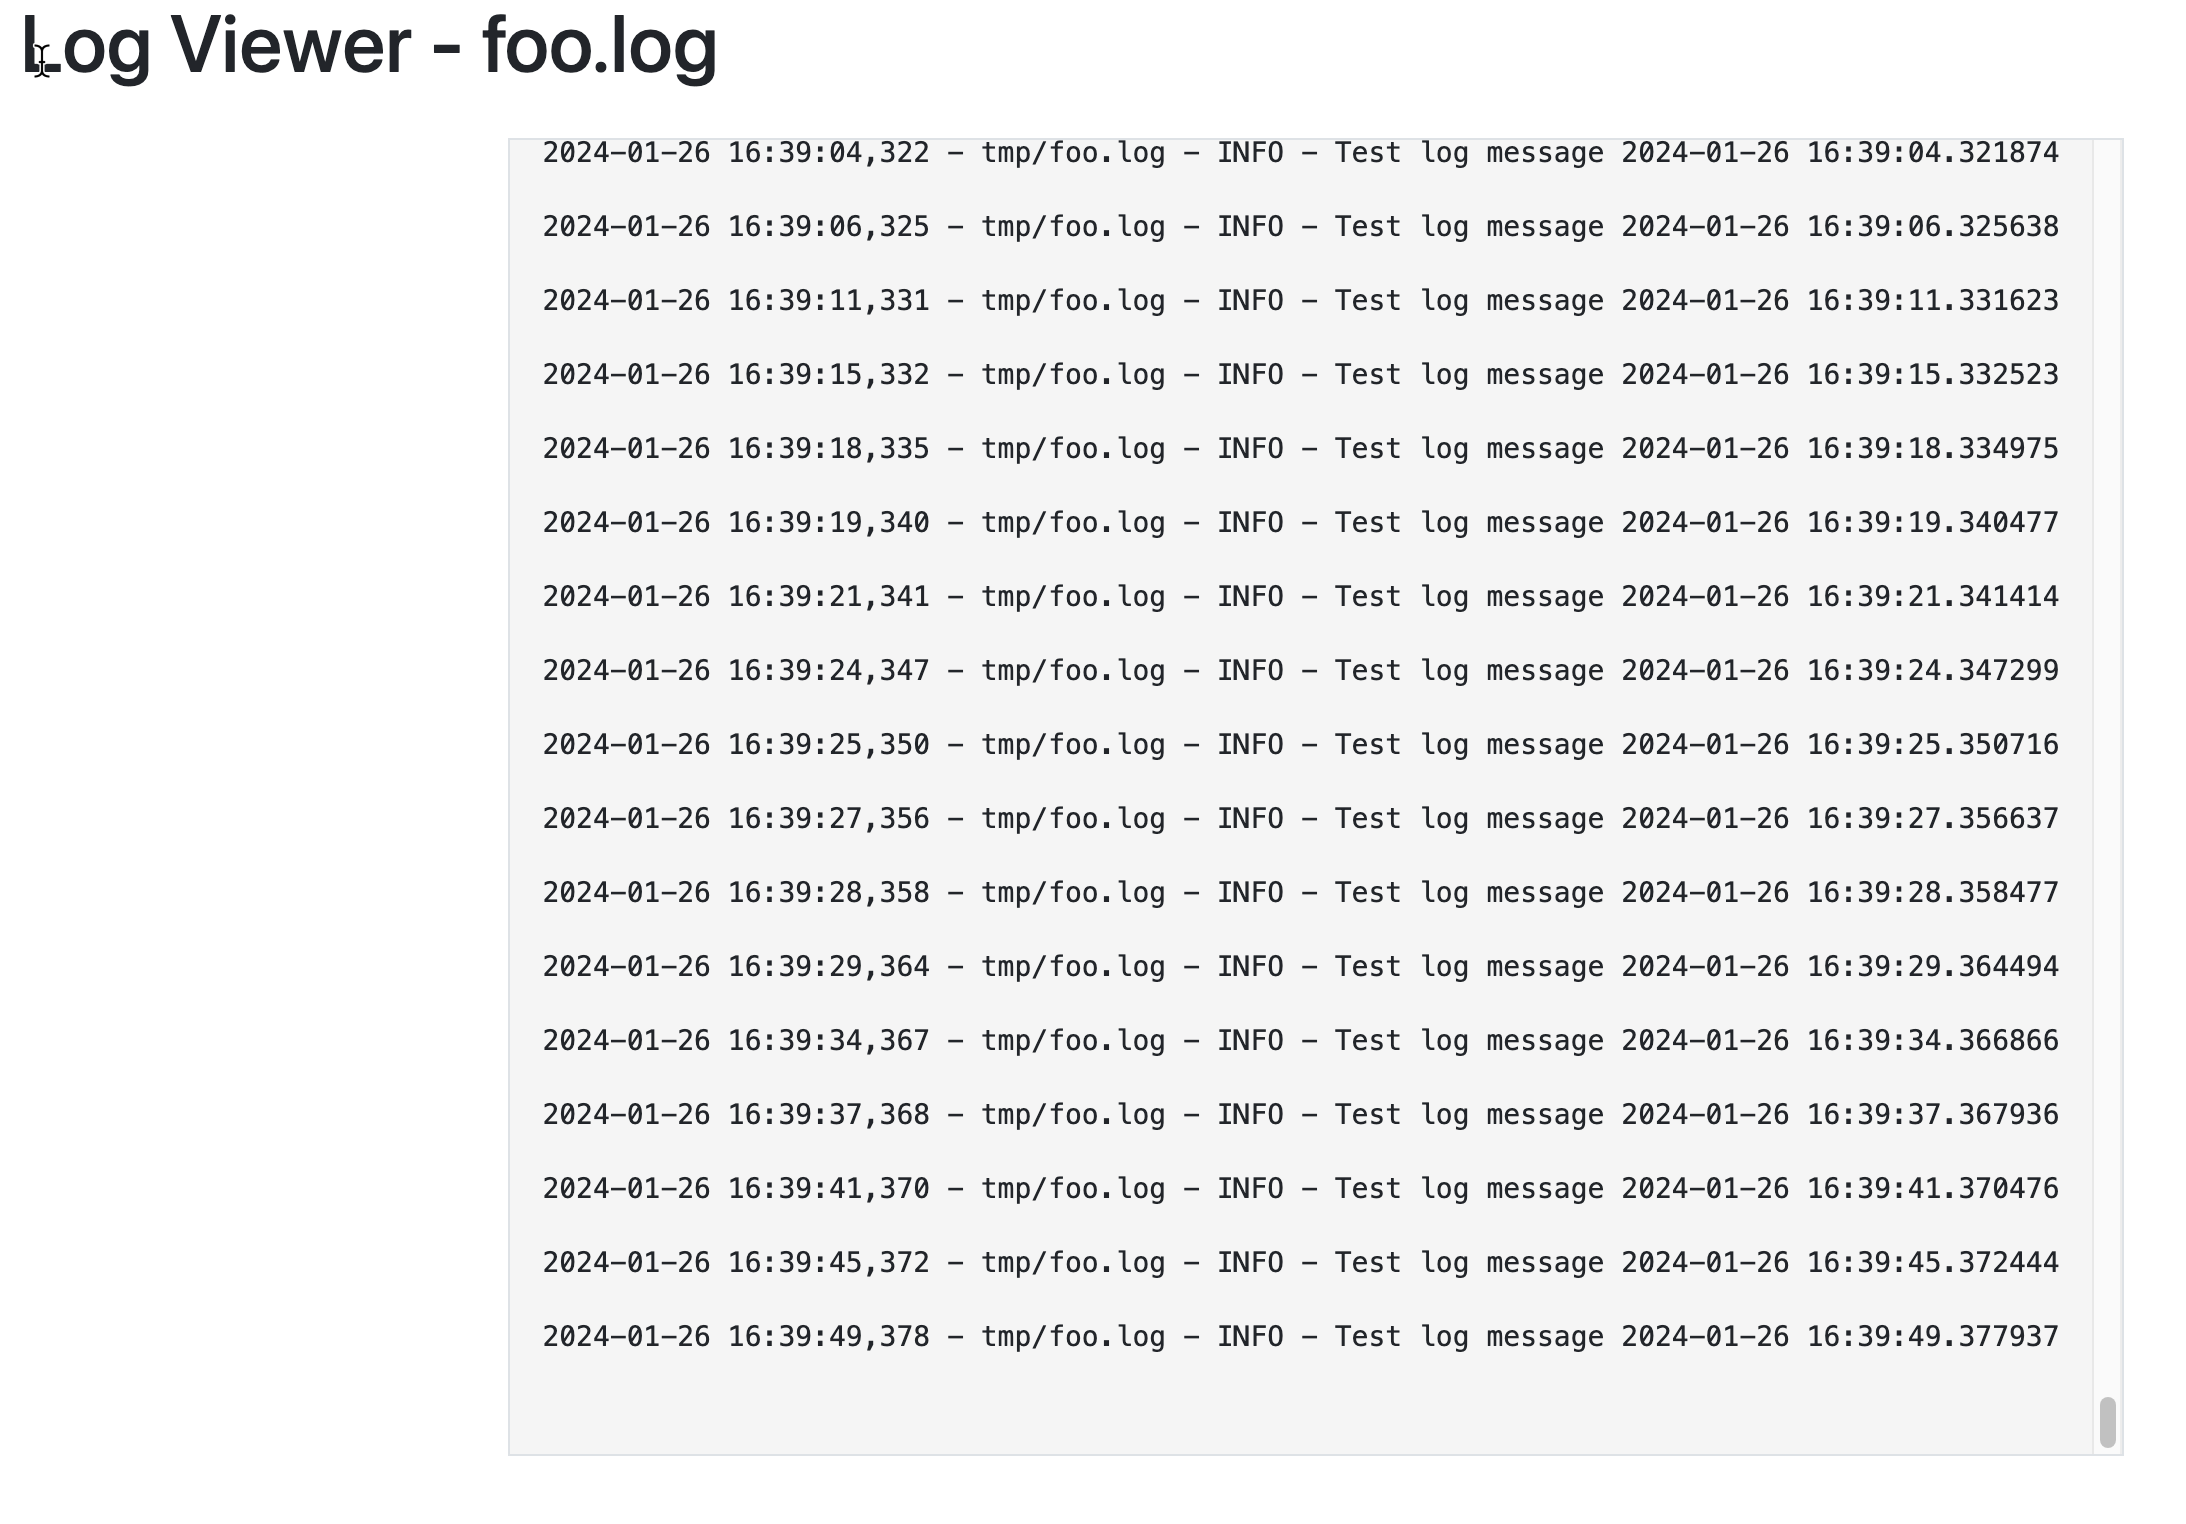 Log Viewer - foo.log
2024-01-26 16:39:04,322 - tmp/foo.log - INFO - Test log message 2024-01-26 16:39:04.321874
2024-01-26 16:39:06,325 - tmp/foo.log - INFO - Test log message 2024-01-26 16:39:06.325638
2024-01-26 16:39:11,331 - tmp/foo.log - INFO - Test log message 2024-01-26 16:39:11.331623
2024-01-26 16:39:15,332 - tmp/foo.log - INFO - Test log message 2024-01-26 16:39:15.332523
2024-01-26 16:39:18,335 - tmp/foo.log - INFO - Test log message 2024-01-26 16:39:18.334975
2024-01-26 16:39:19,340 - tmp/foo.log - INFO - Test log message 2024-01-26 16:39:19.340477
2024-01-26 16:39:21,341 - tmp/foo.log - INFO - Test log message 2024-01-26 16:39:21.341414
2024-01-26 16:39:24,347 - tmp/foo.log - INFO - Test log message 2024-01-26 16:39:24.347299
2024-01-26 16:39:25,350 - tmp/foo.log - INFO - Test log message 2024-01-26 16:39:25.350716
2024-01-26 16:39:27,356 - tmp/foo.log - INFO - Test log message 2024-01-26 16:39:27.356637
2024-01-26 16:39:28,358 - tmp/foo.log - INFO - Test log message 2024-01-26 16:39:28.358477
2024-01-26 16:39:29,364 - tmp/foo.log - INFO - Test log message 2024-01-26 16:39:29.364494
2024-01-26 16:39:34,367 - tmp/foo.log - INFO - Test log message 2024-01-26 16:39:34.366866
2024-01-26 16:39:37,368 - tmp/foo.log - INFO - Test log message 2024-01-26 16:39:37.367936
2024-01-26 16:39:41,370 - tmp/foo.log - INFO - Test log message 2024-01-26 16:39:41.370476
2024-01-26 16:39:45,372 - tmp/foo.log - INFO - Test log message 2024-01-26 16:39:45.372444
2024-01-26 16:39:49,378 - tmp/foo.log - INFO - Test log message 2024-01-26 16:39:49.377937